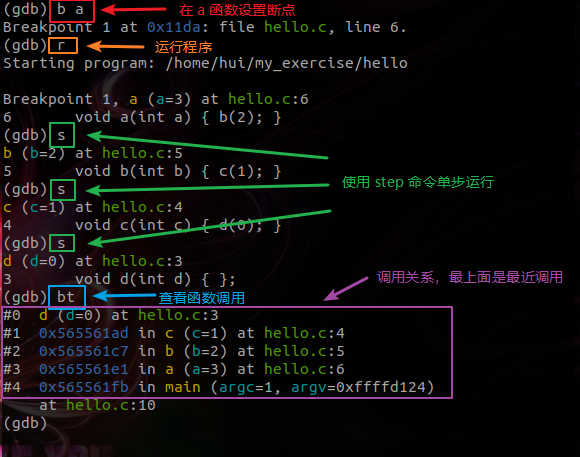 (gdb) b a 在 a 函数设置断点
Breakpoint 1 at 0x11da: file hello.c, line 6.
(gdb) r 运行程序
Starting program: /home/hui/my_exercise/hello
Breakpoint 1, a (a=3) at hello.c:6
6 void a(int a) { b(2); }
(gdb) s
b (b=2) at hello.c:5
5 void b(int b) { c(1); }
使用 step 命令单步运行
(gdb) s
c (c=1) at hello.c:4
4 void c(int c) { d(0); }
(gdb) s
d (d=0) at hello.c:3
3 void d(int d) { };
调用关系，最上面是最近调用
(gdb) bt 查看函数调用
#0 d (d=0) at hello.c:3
#1 0x565561ad in c (c=1) at hello.c:4
#2 0x565561c7 in b (b=2) at hello.c:5
#3 0x565561e1 in a (a=3) at hello.c:6
#4 0x565561fb in main (argc=1, argv=0xffffd124)
at hello.c:10
(gdb)